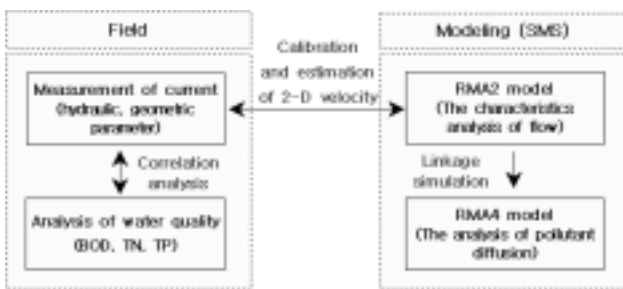 Field
Measurement of current
(hydraulic, geometric
parameter)
Correlation
analysis
Analysis of water quality
(BOD, TN, TP)
Calibration
and estimation
of 2-D velocity
Modeling (SMS)
RMA2 model
(The characteristics
analysis of flow)
Linkage
simulation
RMA4 model
(The analysis of pollutant
diffusion)